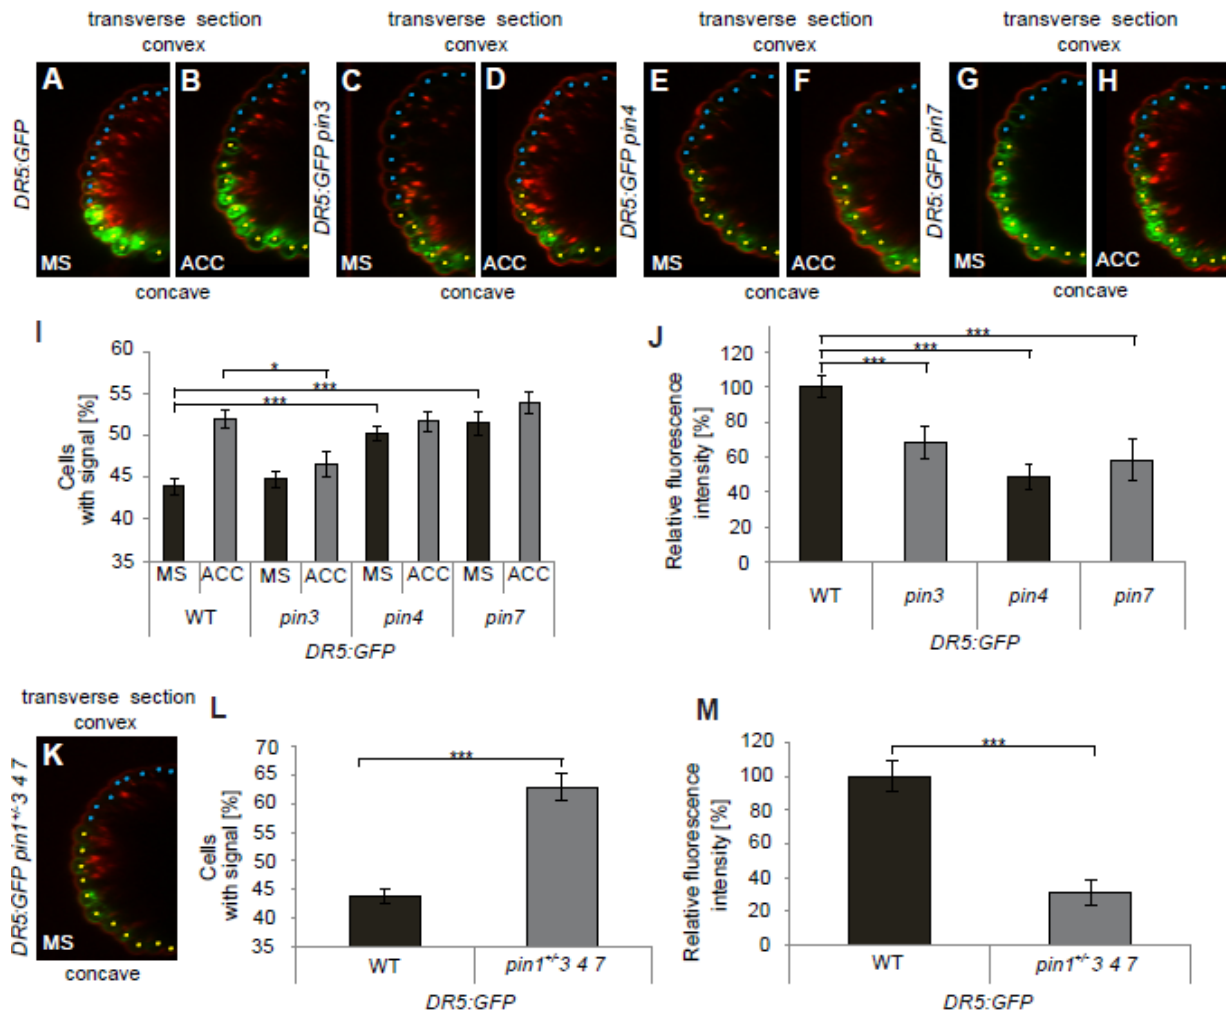 transverse section
convex
transverse section
convex
transverse section
convex
transverse section
convex
DR5:GFP
A
B
MS
ACC
concave
DR5:GFP pin3
C
D
MS
ACC
concave
DR5:GFP pin4
E
F
MS
ACC
concave
DR5:GFP pin7
G
H
MS
ACC
concave
I
Cells
with signal [%]
60
55
50
45
40
35
*
***
***
MS ACC MS ACC MS ACC MS ACC
WT pin3 pin4 pin7
DR5:GFP
J
Relative fluorescence
intensity [%]
120
100
80
60
40
20
0
***
***
***
WT pin3 pin4 pin7
DR5:GFP
transverse section
convex
DR5:GFP pin1+/-3 4 7
K
MS
concave
L
Cells
with signal [%]
70
65
60
55
50
45
40
35
***
WT pin1+/-3 4 7
DR5:GFP
M
Relative fluorescence
intensity [%]
120
100
80
60
40
20
0
***
WT pin1+/-3 4 7
DR5:GFP